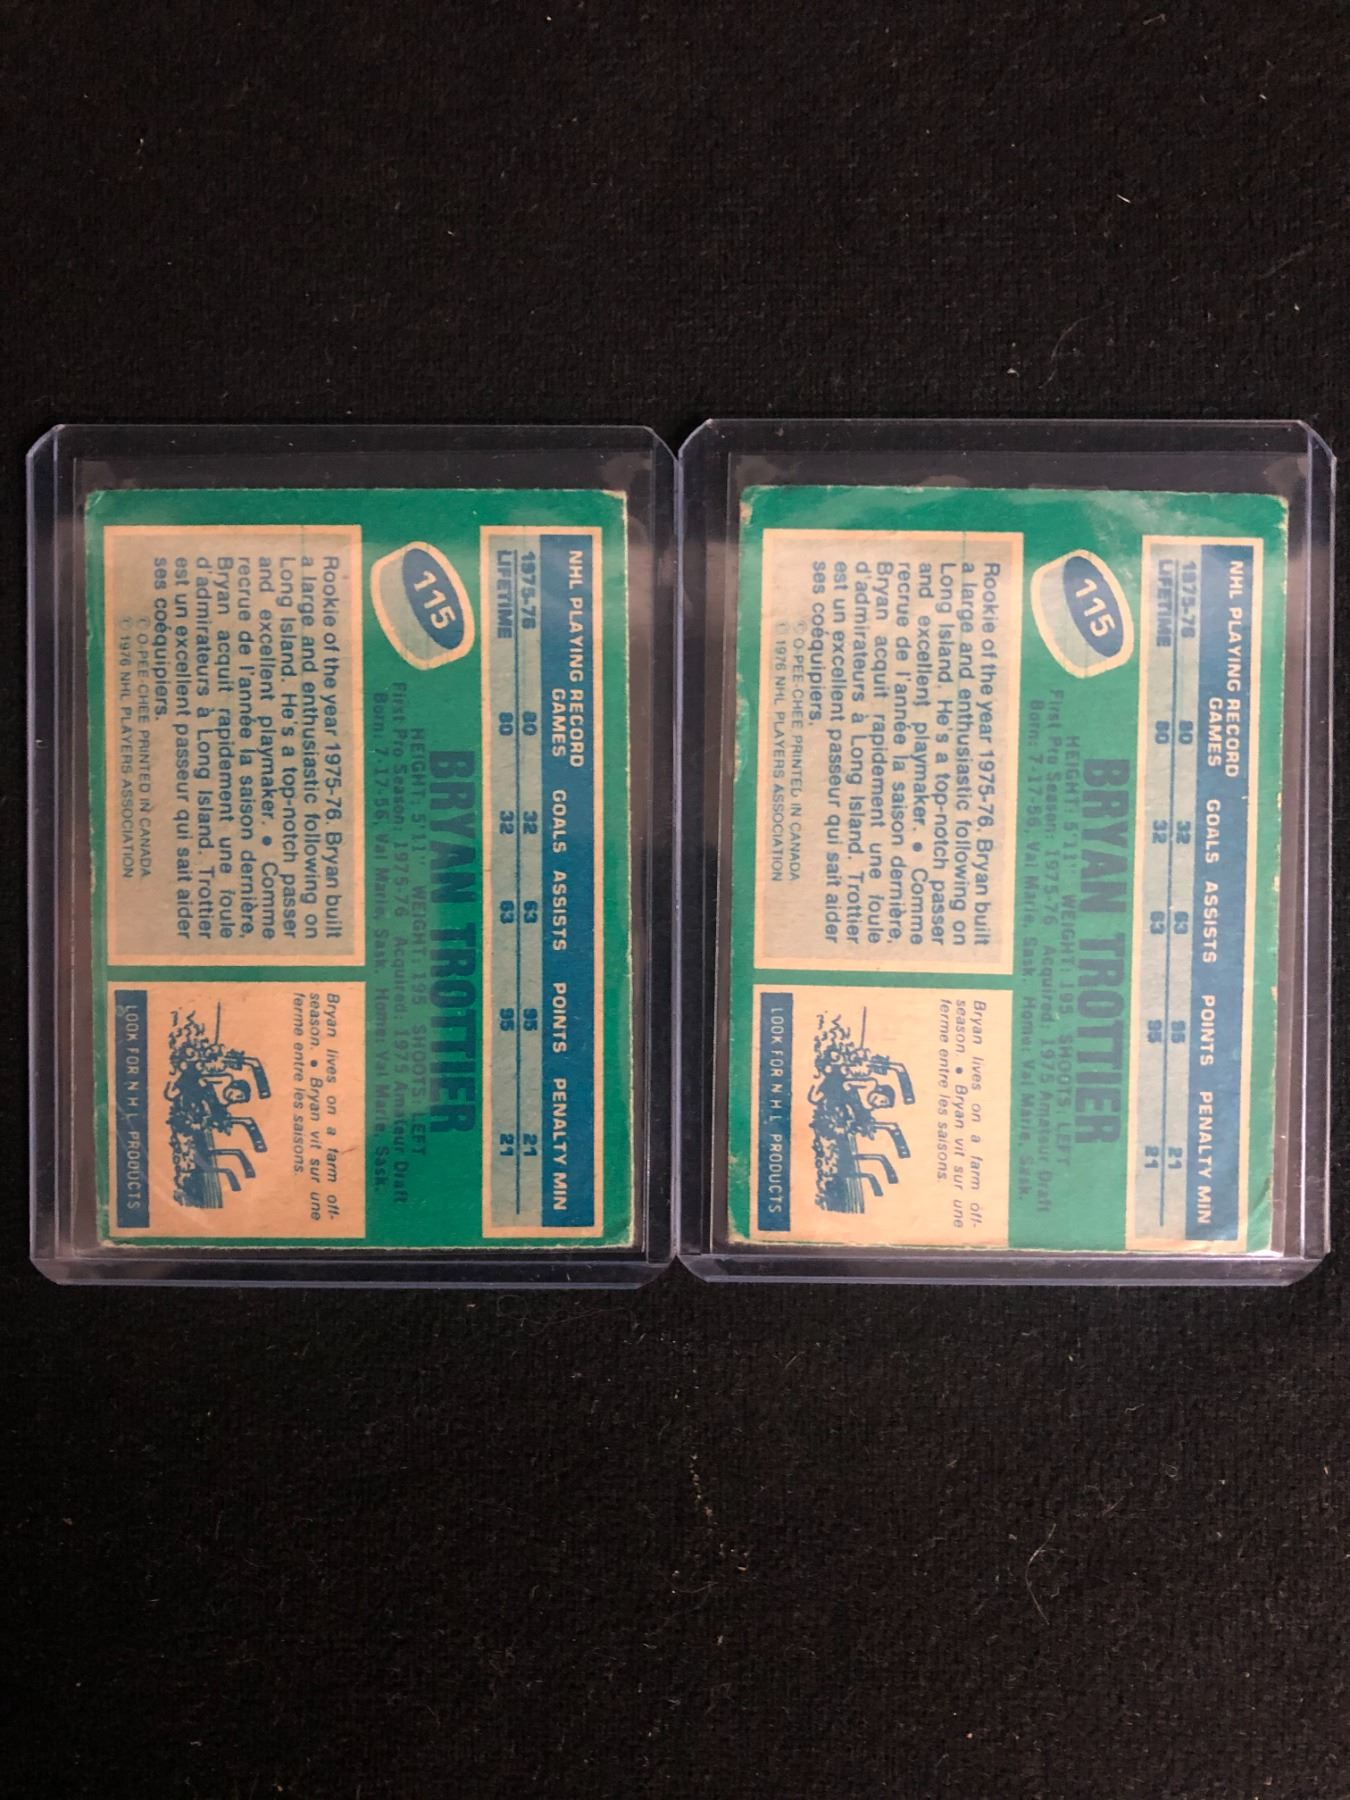 NHL PLAYING RECORD
GAMES GOALS ASSISTS POINTS PENALTY MIN
1975-76 80 32 63 95 21
LIFETIME 80 32 63 95 21
115
BRYAN TROTTIER
HEIGHT: 5'11" WEIGHT: 195 SHOOTS: LEFT
First Pro Season: 1975-76 Acquired: 1975 Amateur Draft
Born: 7-17-56, Val Marie, Sask. Home: Val Marie, Sask.
Rookie of the year 1975-76. Bryan built
a large and enthusiastic following on
Long Island. He's a top-notch passer
and excellent playmaker. • Comme
recrue de l'année la saison dernière,
Bryan acquit rapidement une foule
d'admirateurs à Long Island. Trottier
est un excellent passeur qui sait aider
ses coéquipiers.
© O-PEE-CHEE PRINTED IN CANADA
© 1976 NHL PLAYERS ASSOCIATION
Bryan lives on a farm off-
season. • Bryan vit sur une
ferme entre les saisons.
LOOK FOR N H L PRODUCTS
NHL PLAYING RECORD
GAMES GOALS ASSISTS POINTS PENALTY MIN
1975-76 80 32 63 95 21
LIFETIME 80 32 63 95 21
115
BRYAN TROTTIER
HEIGHT: 5'11" WEIGHT: 195 SHOOTS: LEFT
First Pro Season: 1975-76 Acquired: 1975 Amateur Draft
Born: 7-17-56, Val Marie, Sask. Home: Val Marie, Sask.
Rookie of the year 1975-76. Bryan built
a large and enthusiastic following on
Long Island. He's a top-notch passer
and excellent playmaker. • Comme
recrue de l'année la saison dernière,
Bryan acquit rapidement une foule
d'admirateurs à Long Island. Trottier
est un excellent passeur qui sait aider
ses coéquipiers.
© O-PEE-CHEE PRINTED IN CANADA
© 1976 NHL PLAYERS ASSOCIATION
Bryan lives on a farm off-
season. • Bryan vit sur une
ferme entre les saisons.
LOOK FOR N H L PRODUCTS